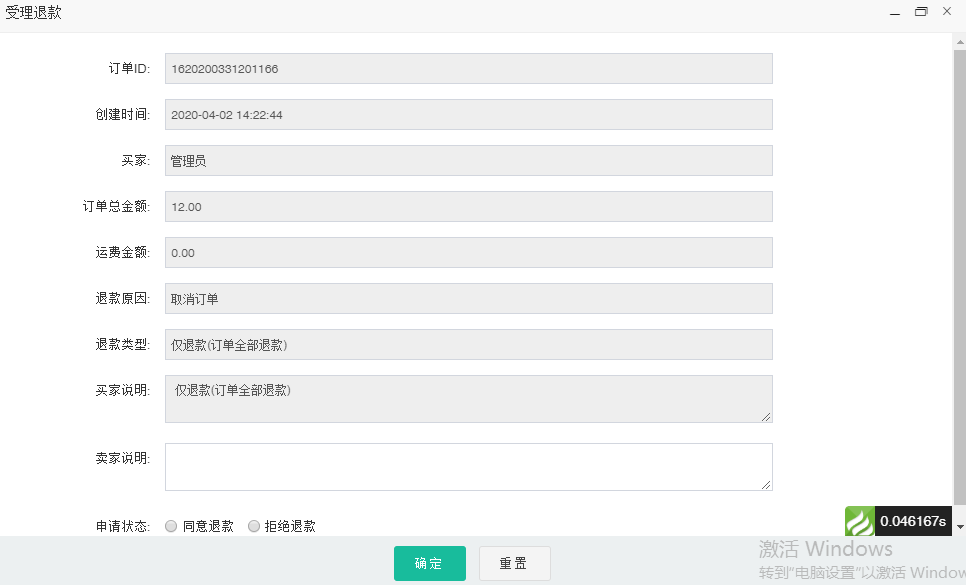 受理退款
订单ID: 1620200331201166
创建时间: 2020-04-02 14:22:44
买家: 管理员
订单总金额: 12.00
运费金额: 0.00
退款原因: 取消订单
退款类型: 仅退款(订单全部退款)
买家说明: 仅退款(订单全部退款)
卖家说明:
申请状态: 同意退款 拒绝退款
0.046167s
确定 重置
激活 Windows
转到“电脑设置”以激活 Window